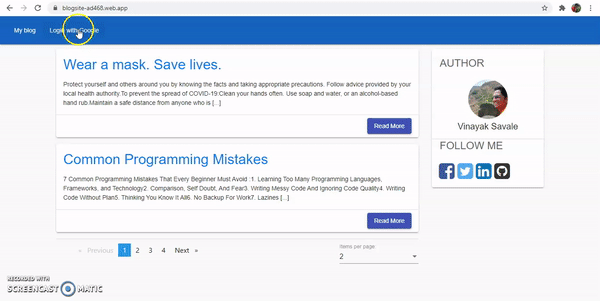 blogsite-ad468.web.app
My blog Login with Google
Wear a mask. Save lives.
Protect yourself and others around you by knowing the facts and taking appropriate precautions. Follow advice provided by your
local health authority.To prevent the spread of COVID-19:Clean your hands often. Use soap and water, or an alcohol-based
hand rub.Maintain a safe distance from anyone who is [...]
Read More
Common Programming Mistakes
7 Common Programming Mistakes That Every Beginner Must Avoid :1. Learning Too Many Programming Languages,
Frameworks, and Technology2. Comparison, Self Doubt, And Fear3. Writing Messy Code And Ignoring Code Quality4. Writing
Code Without Plan5. Thinking You Know It All6. No Backup For Work7. Laziness [...]
Read More
« Previous 1 2 3 4 Next »
Items per page
2
AUTHOR
Vinayak Savale
FOLLOW ME
RECORDED WITH
SCREENCAST MATIC